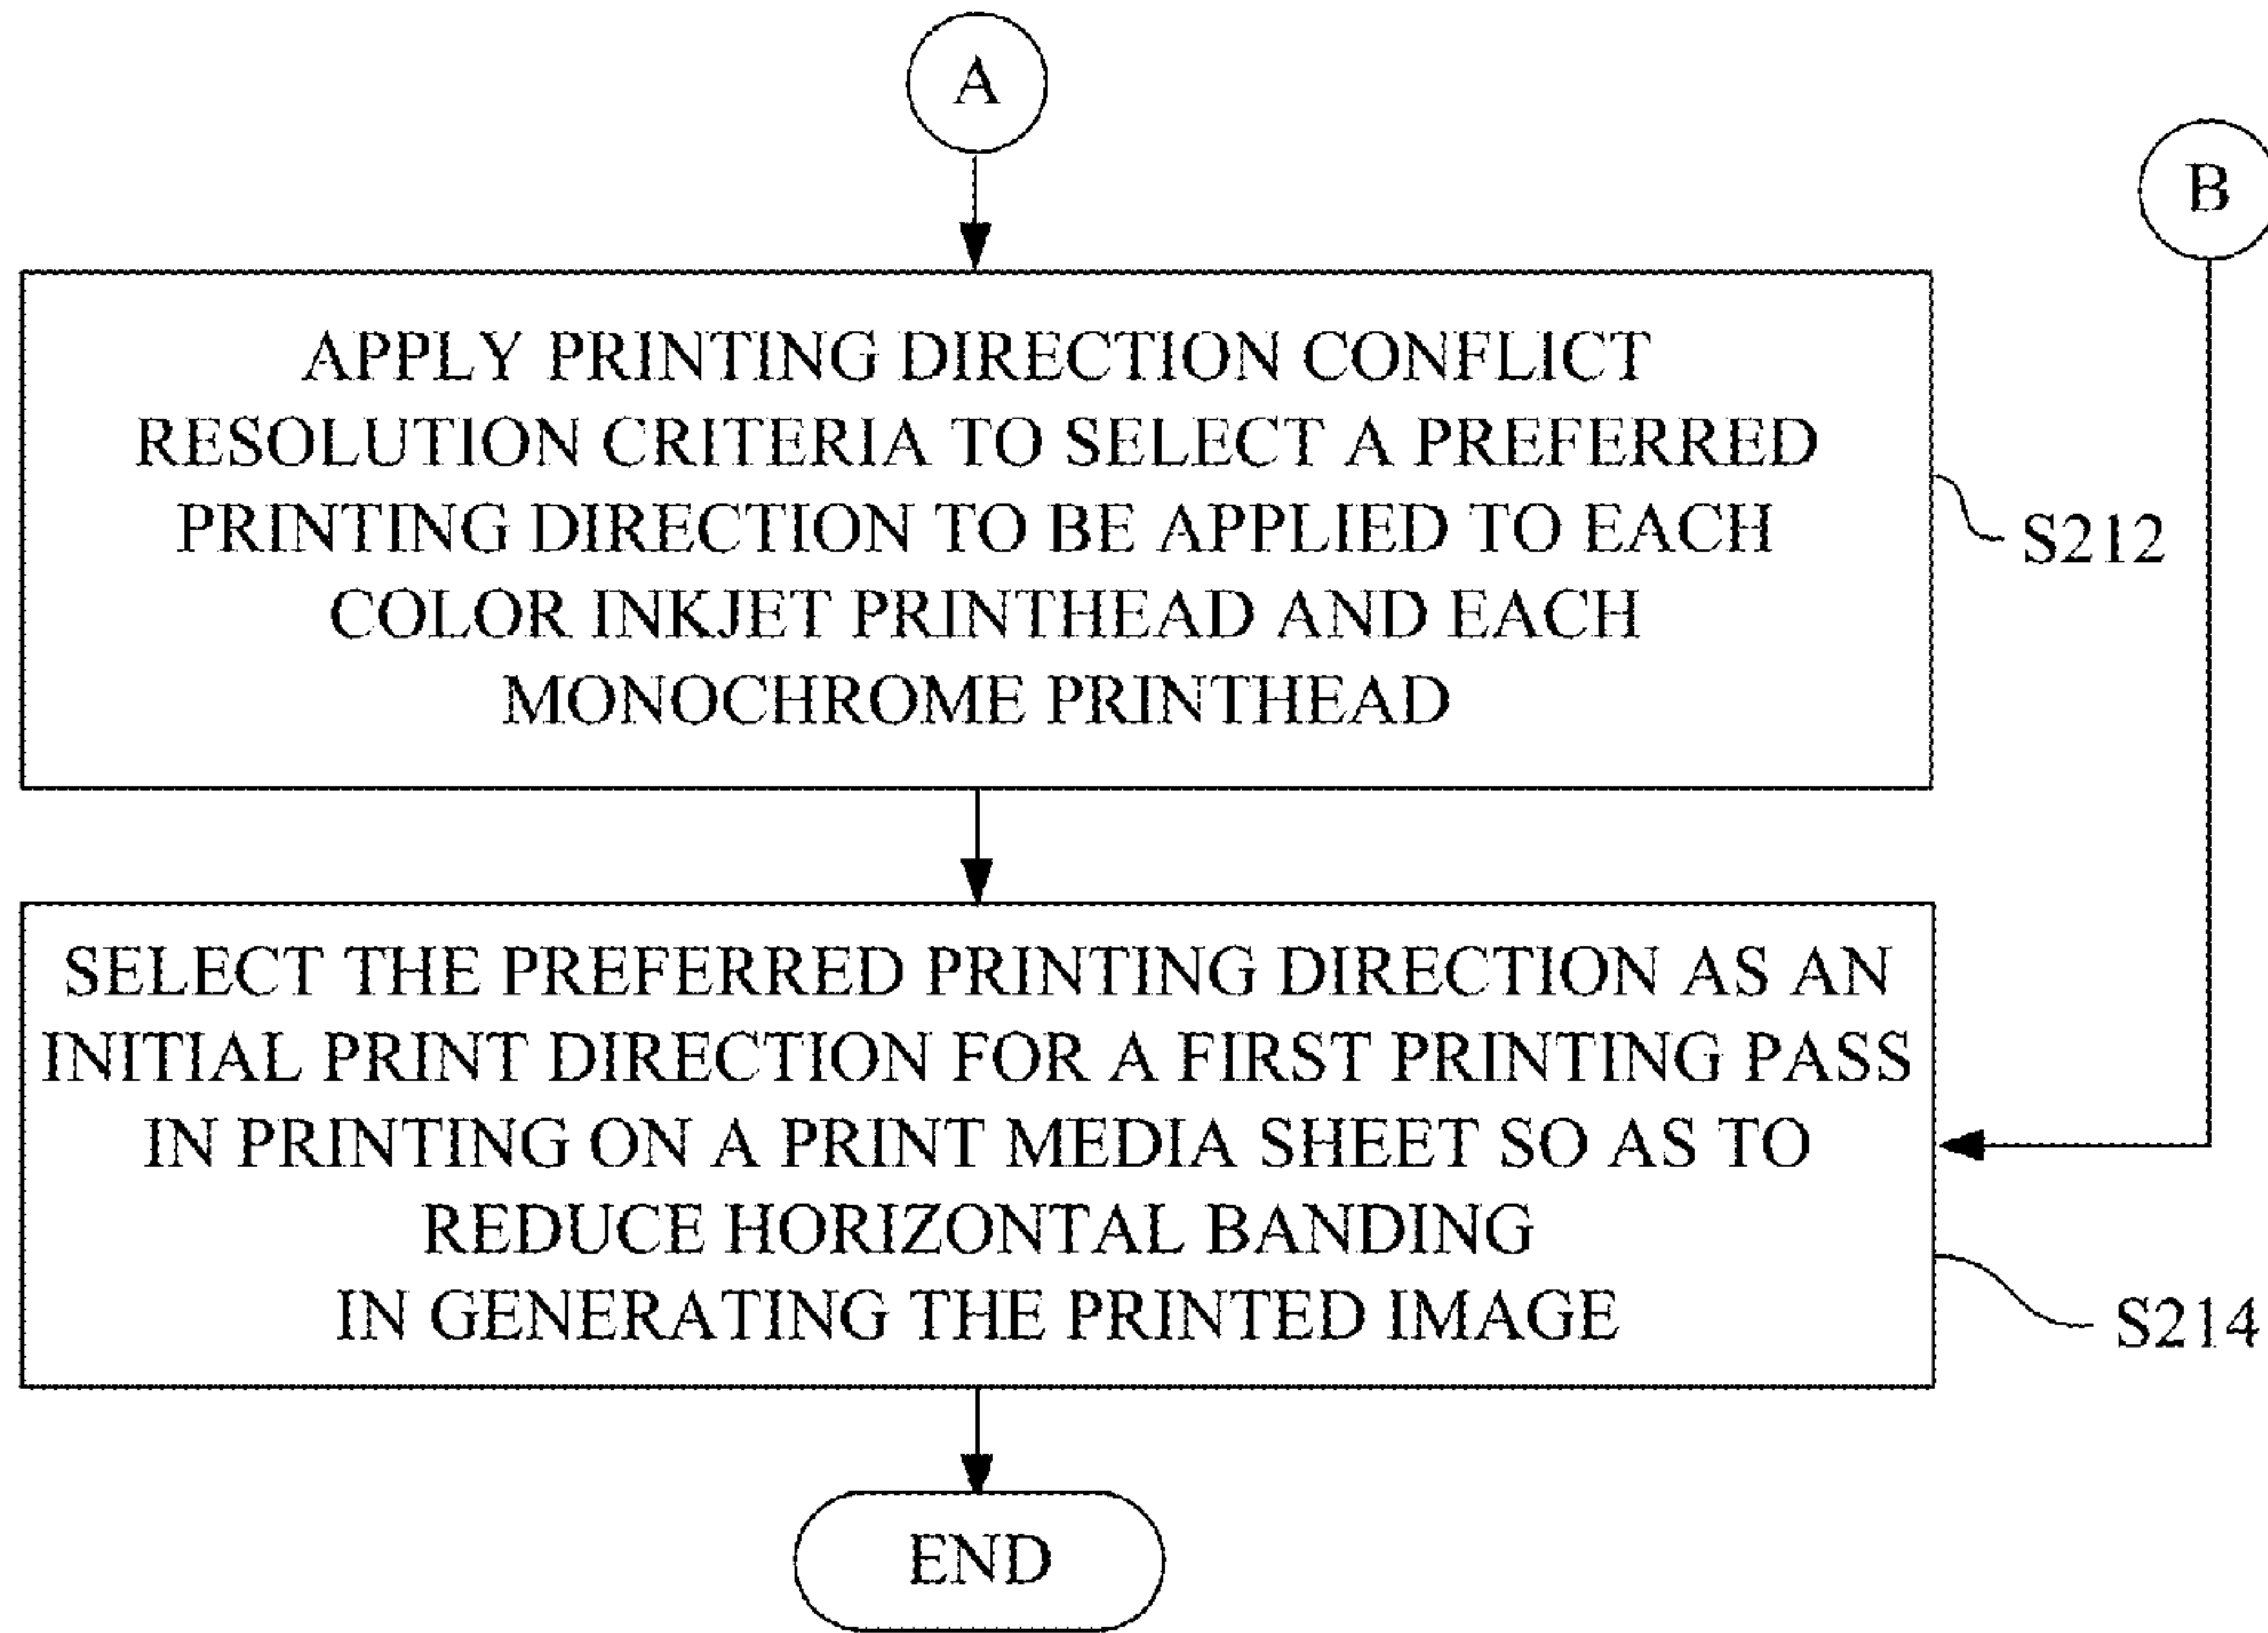 A
B
APPLY PRINTING DIRECTION CONFLICT
RESOLUTION CRITERIA TO SELECT A PREFERRED
PRINTING DIRECTION TO BE APPLIED TO EACH
COLOR INKJET PRINTHEAD AND EACH
MONOCHROME PRINTHEAD
S212
SELECT THE PREFERRED PRINTING DIRECTION AS AN
INITIAL PRINT DIRECTION FOR A FIRST PRINTING PASS
IN PRINTING ON A PRINT MEDIA SHEET SO AS TO
REDUCE HORIZONTAL BANDING
IN GENERATING THE PRINTED IMAGE
S214
END